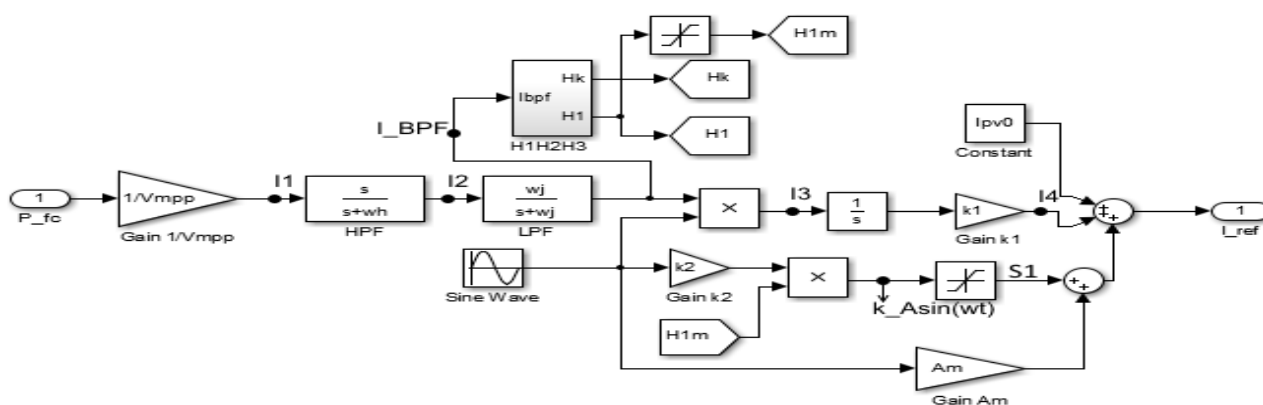 H1m
Hk
Ibpf
Hk
H1
I_BPF
H1
H1H2H3
Ipv0
Constant
1
P_fc
1/Vmpp
Gain 1/Vmpp
I1
s
s+wh
HPF
I2
wj
s+wj
LPF
×
I3
1
s
k1
Gain k1
I4
+
+
+
1
I_ref
Sine Wave
k2
Gain k2
×
k_Asin(wt)
S1
+
+
H1m
Am
Gain Am